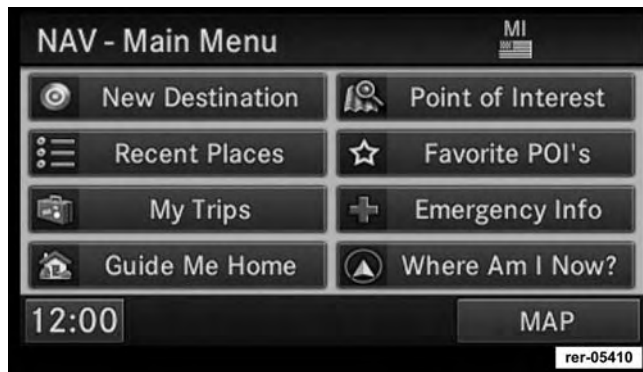 NAV - Main Menu
MI
New Destination
Point of Interest
Recent Places
Favorite POI's
My Trips
Emergency Info
Guide Me Home
Where Am I Now?
12:00
MAP
rer-05410